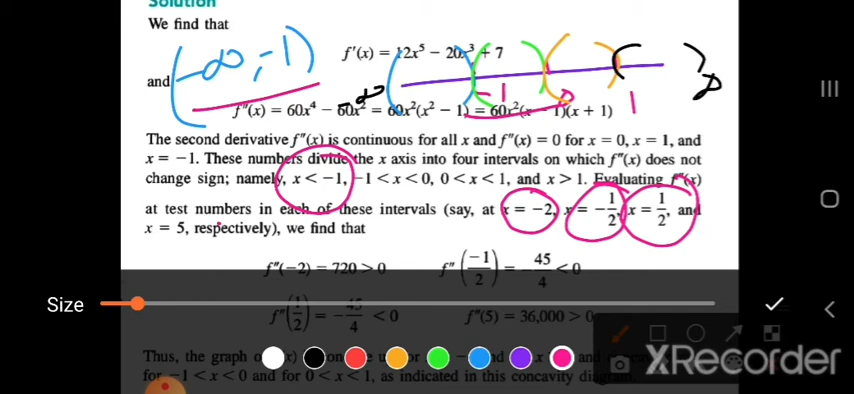 Solution
We find that
f'(x) = 12x⁵ − 20x³ + 7
(−∞, −1)
and
−∞ −1 0 1 ∞
f''(x) = 60x⁴ − 60x² = 60x²(x² − 1) = 60x²(x − 1)(x + 1)
The second derivative f''(x) is continuous for all x and f''(x) = 0 for x = 0, x = 1, and
x = −1. These numbers divide the x axis into four intervals on which f''(x) does not
change sign; namely, x < −1, −1 < x < 0, 0 < x < 1, and x > 1. Evaluating f''(x)
at test numbers in each of these intervals (say, at x = −2, x = −1/2, x = 1/2, and
x = 5, respectively), we find that
f''(−2) = 720 > 0 f''(−1/2) = −45/4 < 0
Size
f''(1/2) = −45/4 < 0 f''(5) = 36,000 > 0
XRecorder
Thus, the graph
for −1 < x < 0 and for 0 < x < 1, as indicated in this concavity